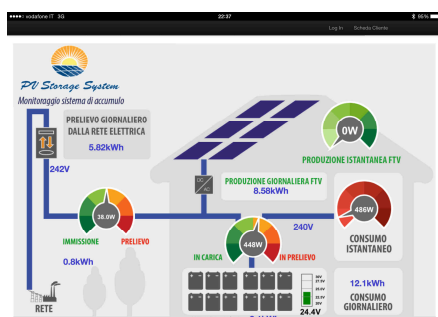 vodafone IT 3G
22:37
95%
Log In Scheda Cliente
PV Storage System
Monitoraggio sistema di accumulo
PRELIEVO GIORNALIERO
DALLA RETE ELETTRICA
5.82kWh
242V
0W
PRODUZIONE ISTANTANEA FTV
DC
AC
PRODUZIONE GIORNALIERA FTV
8.58kWh
38.0W
IMMISSIONE PRELIEVO
0.8kWh
240V
486W
CONSUMO
ISTANTANEO
448W
IN CARICA IN PRELIEVO
RETE
24.4V
12.1kWh
CONSUMO
GIORNALIERO